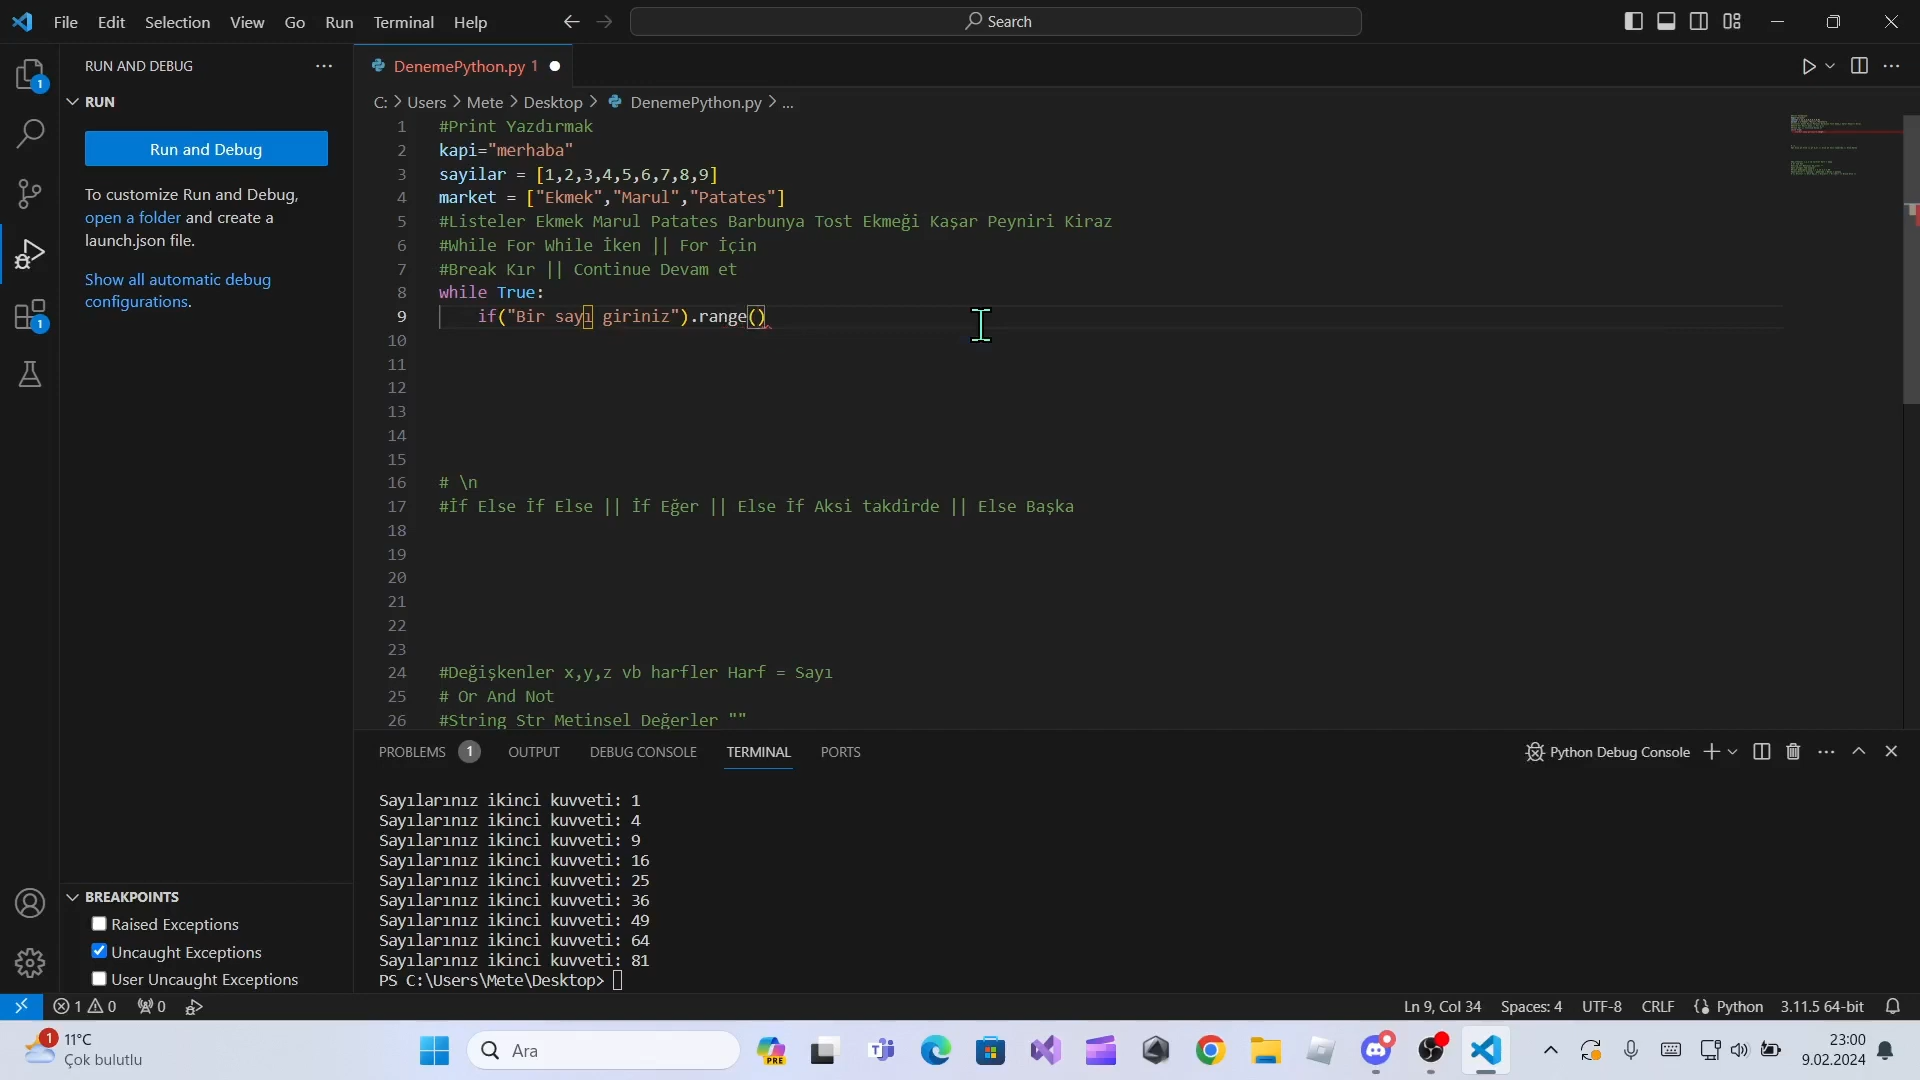 File Edit Selection View Go Run Terminal Help
Search
RUN AND DEBUG
RUN
Run and Debug
To customize Run and Debug,
open a folder and create a
launch.json file.
Show all automatic debug
configurations.
DenemePython.py 1
C: > Users > Mete > Desktop > DenemePython.py > ...
1 #Print Yazdırmak
2 kapi="merhaba"
3 sayilar = [1,2,3,4,5,6,7,8,9]
4 market = ["Ekmek","Marul","Patates"]
5 #Listeler Ekmek Marul Patates Barbunya Tost Ekmeği Kaşar Peyniri Kiraz
6 #While For While İken || For İçin
7 #Break Kır || Continue Devam et
8 while True:
9 if("Bir sayı giriniz").range()
10
11
12
13
14
15
16 # \n
17 #İf Else İf Else || İf Eğer || Else İf Aksi takdirde || Else Başka
18
19
20
21
22
23
24 #Değişkenler x,y,z vb harfler Harf = Sayı
25 # Or And Not
26 #String Str Metinsel Değerler ""
PROBLEMS 1 OUTPUT DEBUG CONSOLE TERMINAL PORTS
Python Debug Console
Sayılarınız ikinci kuvveti: 1
Sayılarınız ikinci kuvveti: 4
Sayılarınız ikinci kuvveti: 9
Sayılarınız ikinci kuvveti: 16
Sayılarınız ikinci kuvveti: 25
Sayılarınız ikinci kuvveti: 36
Sayılarınız ikinci kuvveti: 49
Sayılarınız ikinci kuvveti: 64
Sayılarınız ikinci kuvveti: 81
PS C:\Users\Mete\Desktop>
BREAKPOINTS
Raised Exceptions
Uncaught Exceptions
User Uncaught Exceptions
1 0 0
Ln 9, Col 34 Spaces: 4 UTF-8 CRLF Python 3.11.5 64-bit
1 11°C
Çok bulutlu
Ara
PRE
23:00
9.02.2024